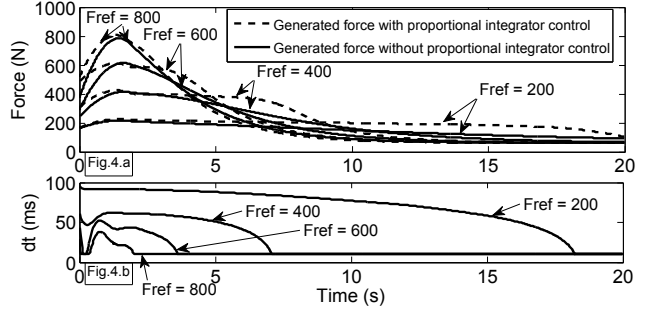 Fref = 800
Fref = 600
Fref = 400
Fref = 200
Generated force with proportional integrator control
Generated force without proportional integrator control
Force (N)
1000
800
600
400
200
0
0 5 10 15 20
Fig.4.a
dt (ms)
100
50
0
Fref = 200
Fref = 400
Fref = 600
Fref = 800
Fig.4.b
0 5 10 15 20
Time (s)